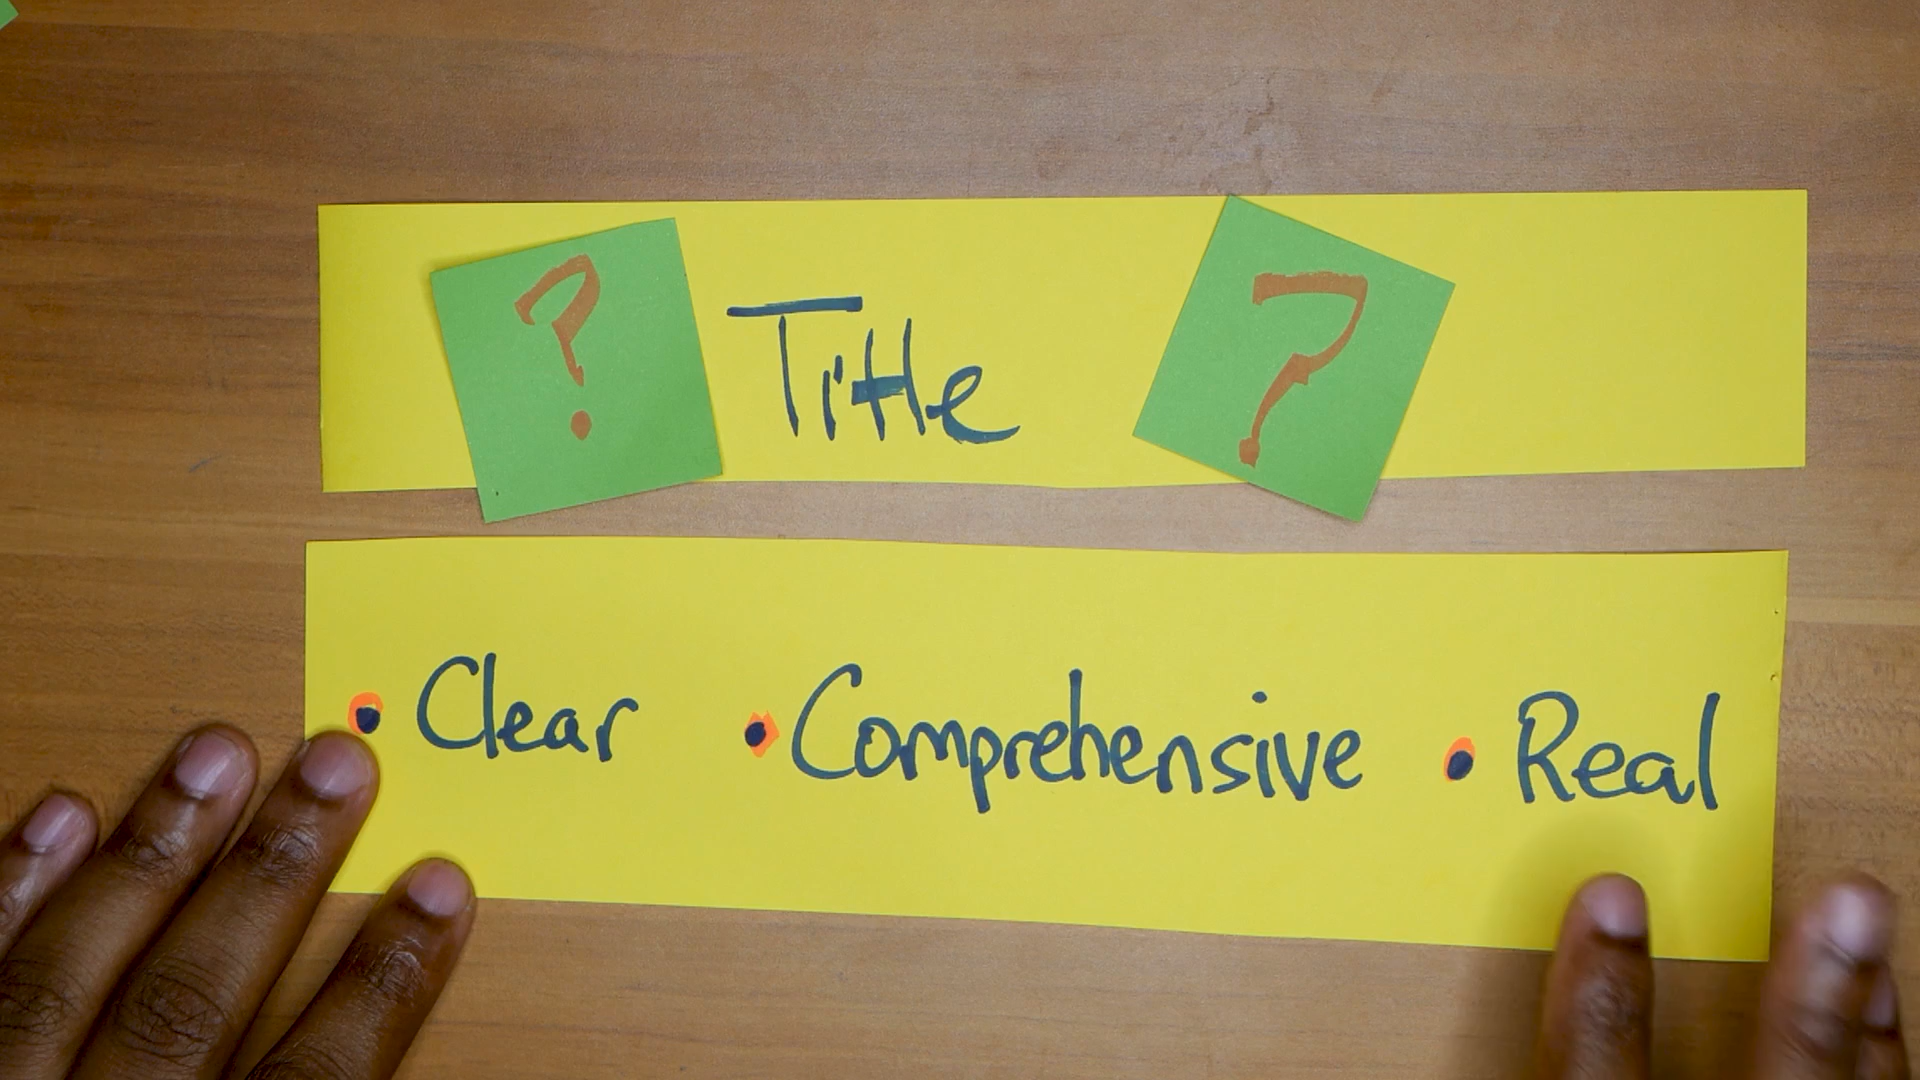 ? Title ?
• Clear • Comprehensive • Real